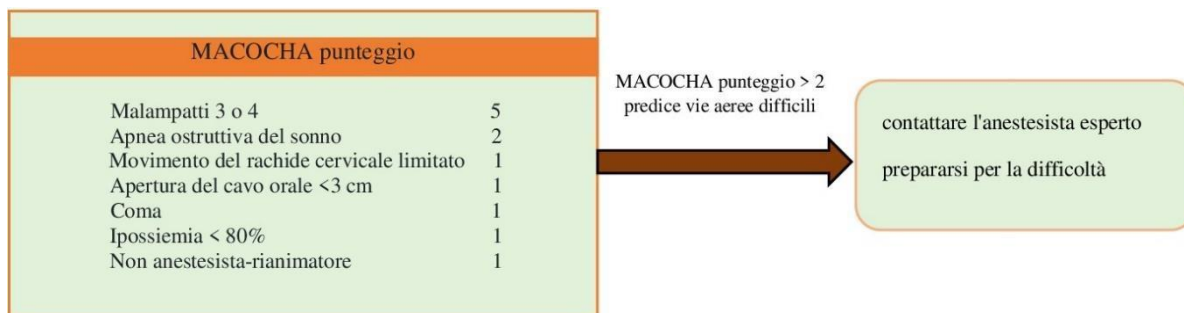 MACOCHA punteggio
Malampatti 3 o 4 5
Apnea ostruttiva del sonno 2
Movimento del rachide cervicale limitato 1
Apertura del cavo orale <3 cm 1
Coma 1
Ipossiemia < 80% 1
Non anestesista-rianimatore 1
MACOCHA punteggio > 2
predice vie aeree difficili
contattare l'anestesista esperto
prepararsi per la difficoltà